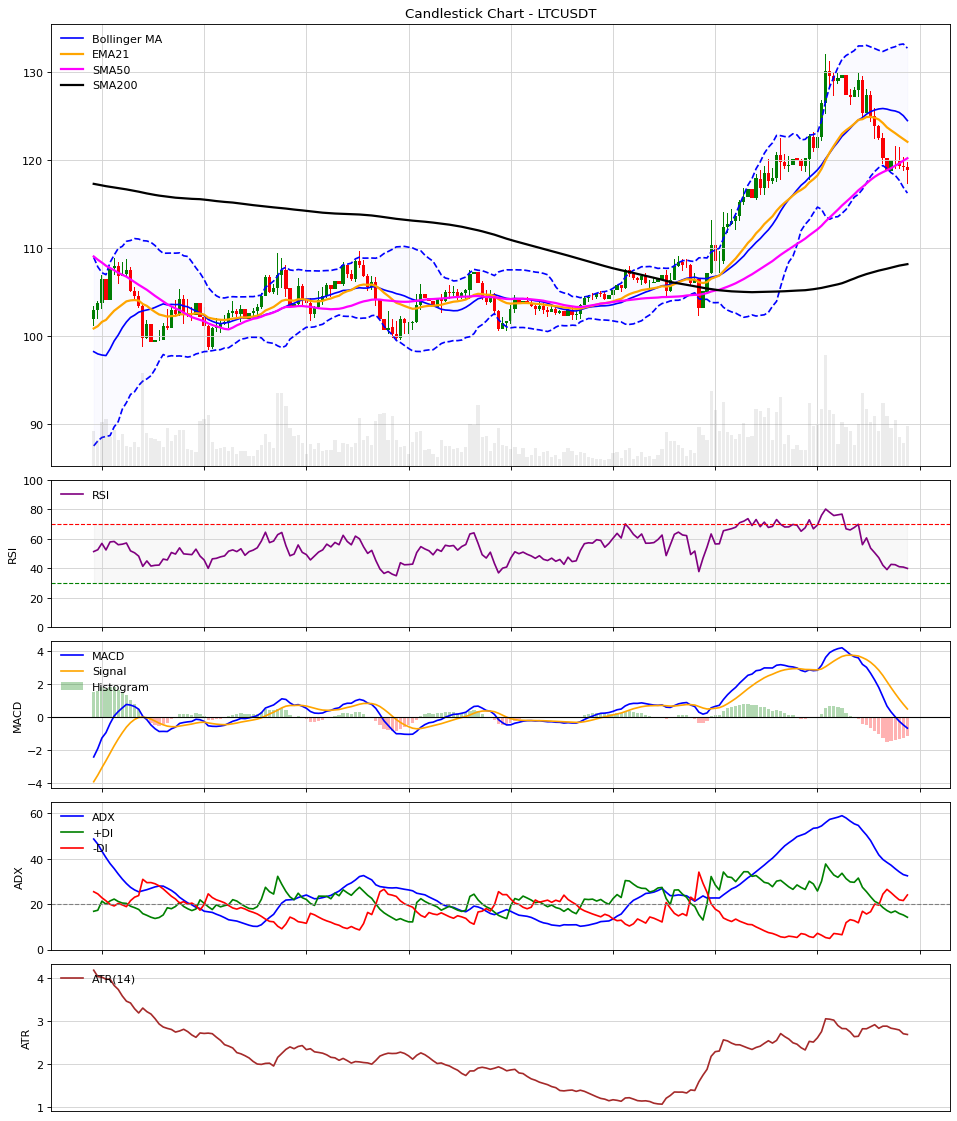 Candlestick Chart - LTCUSDT
Bollinger MA
EMA21
SMA50
SMA200
130
120
110
100
90
RSI
RSI
100
80
60
40
20
0
MACD
MACD
Signal
Histogram
4
2
0
−2
−4
ADX
ADX
+DI
-DI
60
40
20
0
ATR
ATR(14)
4
3
2
1